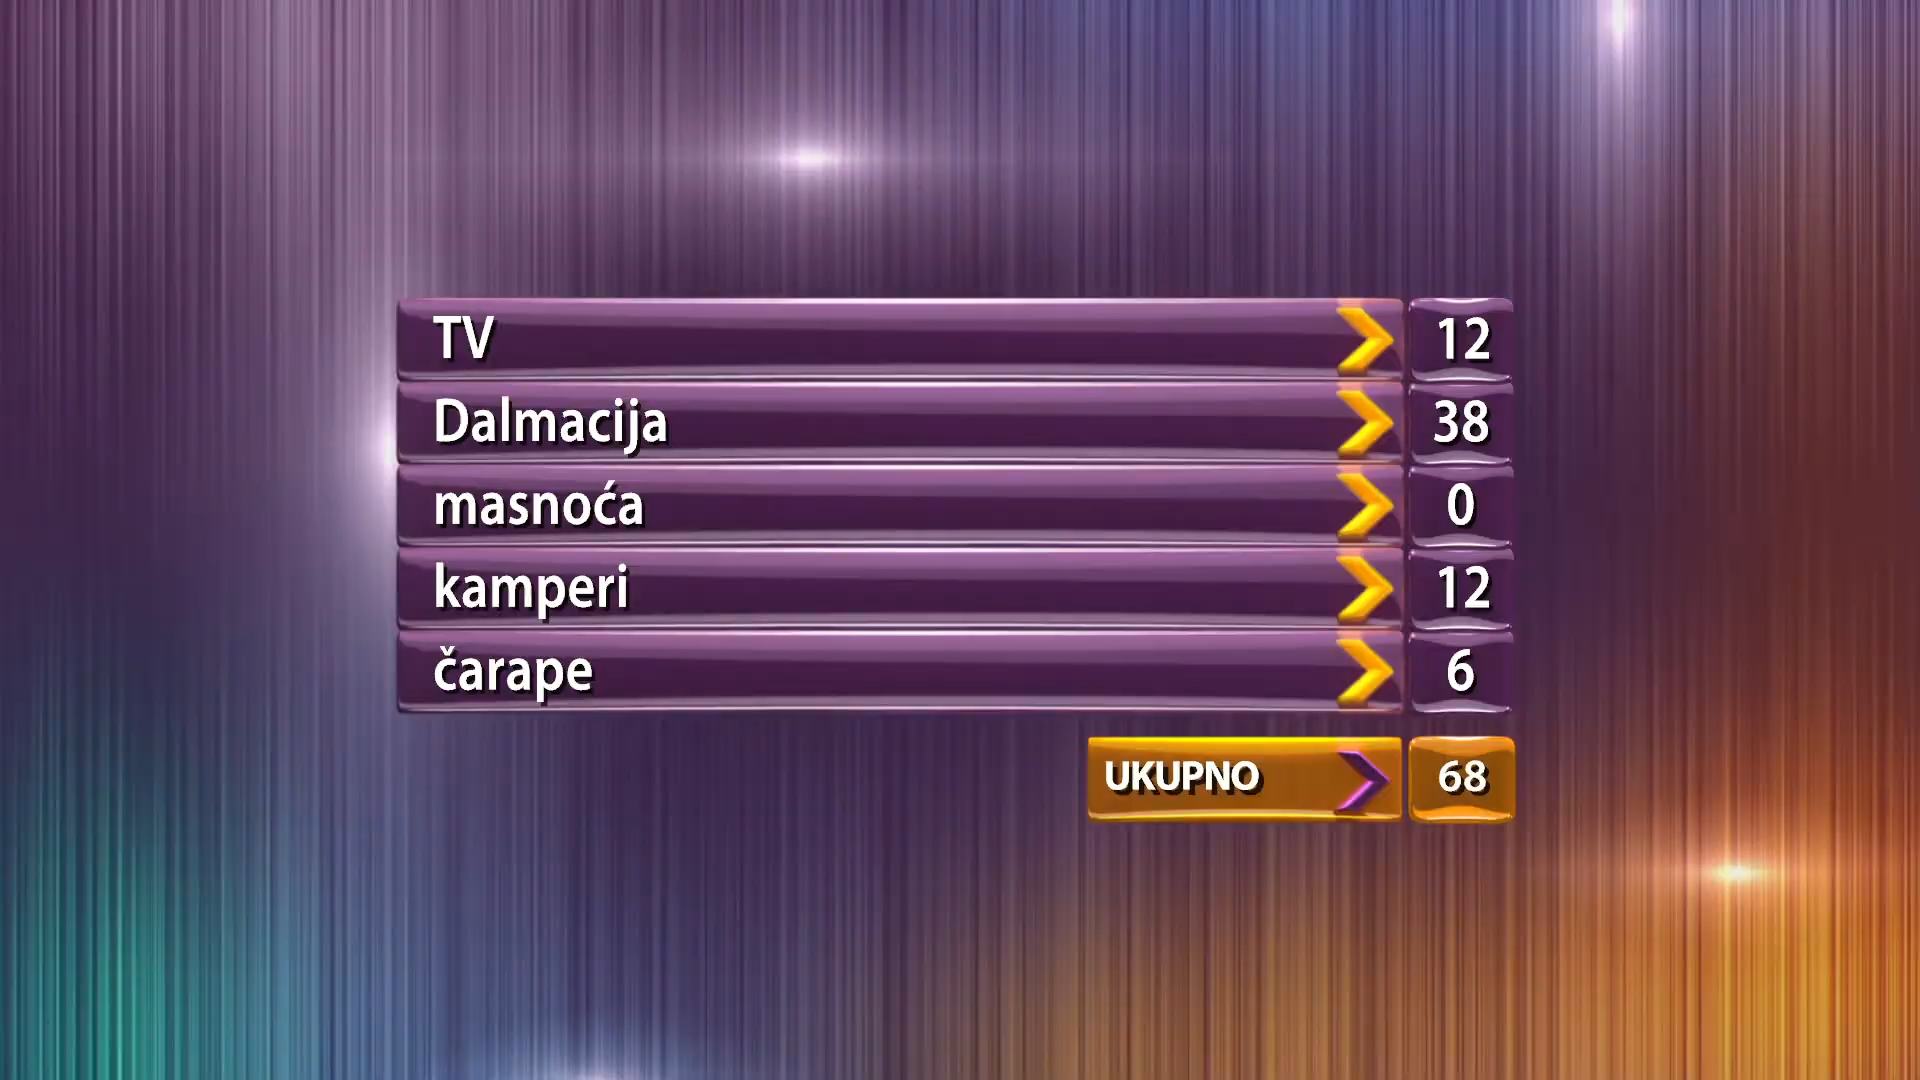 TV 12
Dalmacija 38
masnoća 0
kamperi 12
čarape 6
UKUPNO 68